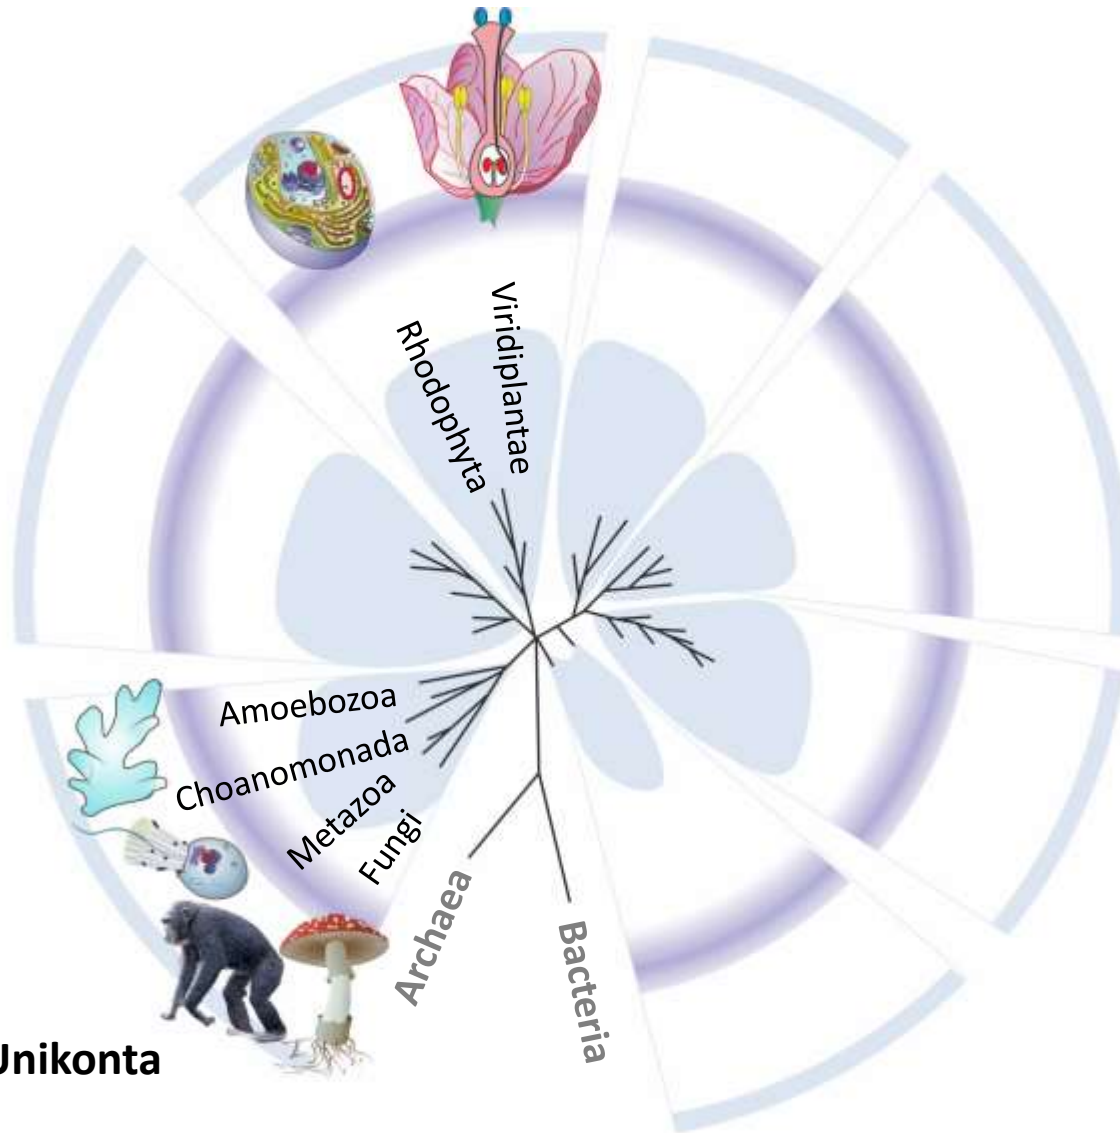 Viridiplantae
Rhodophyta
Amoebozoa
Choanomonada
Metazoa
Fungi
Archaea
Bacteria
Unikonta